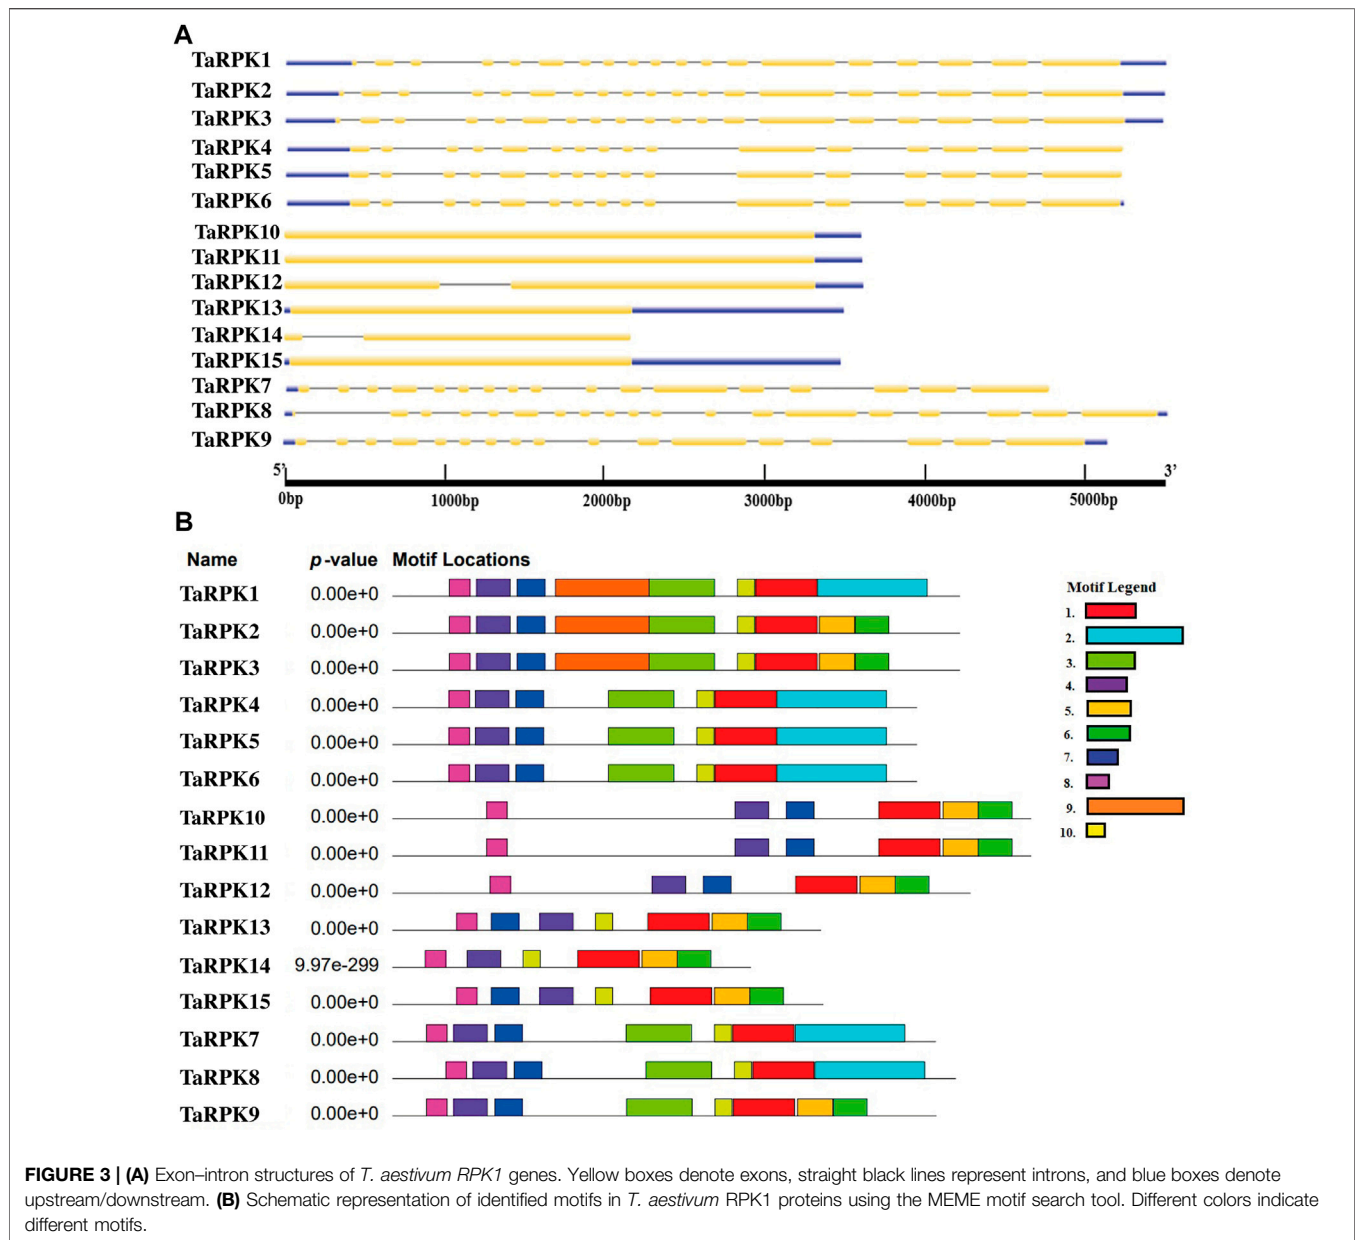 A
TaRPK1
TaRPK2
TaRPK3
TaRPK4
TaRPK5
TaRPK6
TaRPK10
TaRPK11
TaRPK12
TaRPK13
TaRPK14
TaRPK15
TaRPK7
TaRPK8
TaRPK9
5' 3'
0bp 1000bp 2000bp 3000bp 4000bp 5000bp
B
Name p-value Motif Locations
TaRPK1 0.00e+0
TaRPK2 0.00e+0
TaRPK3 0.00e+0
TaRPK4 0.00e+0
TaRPK5 0.00e+0
TaRPK6 0.00e+0
TaRPK10 0.00e+0
TaRPK11 0.00e+0
TaRPK12 0.00e+0
TaRPK13 0.00e+0
TaRPK14 9.97e-299
TaRPK15 0.00e+0
TaRPK7 0.00e+0
TaRPK8 0.00e+0
TaRPK9 0.00e+0
Motif Legend
1.
2.
3.
4.
5.
6.
7.
8.
9.
10.
FIGURE 3 | (A) Exon–intron structures of T. aestivum RPK1 genes. Yellow boxes denote exons, straight black lines represent introns, and blue boxes denote
upstream/downstream. (B) Schematic representation of identified motifs in T. aestivum RPK1 proteins using the MEME motif search tool. Different colors indicate
different motifs.